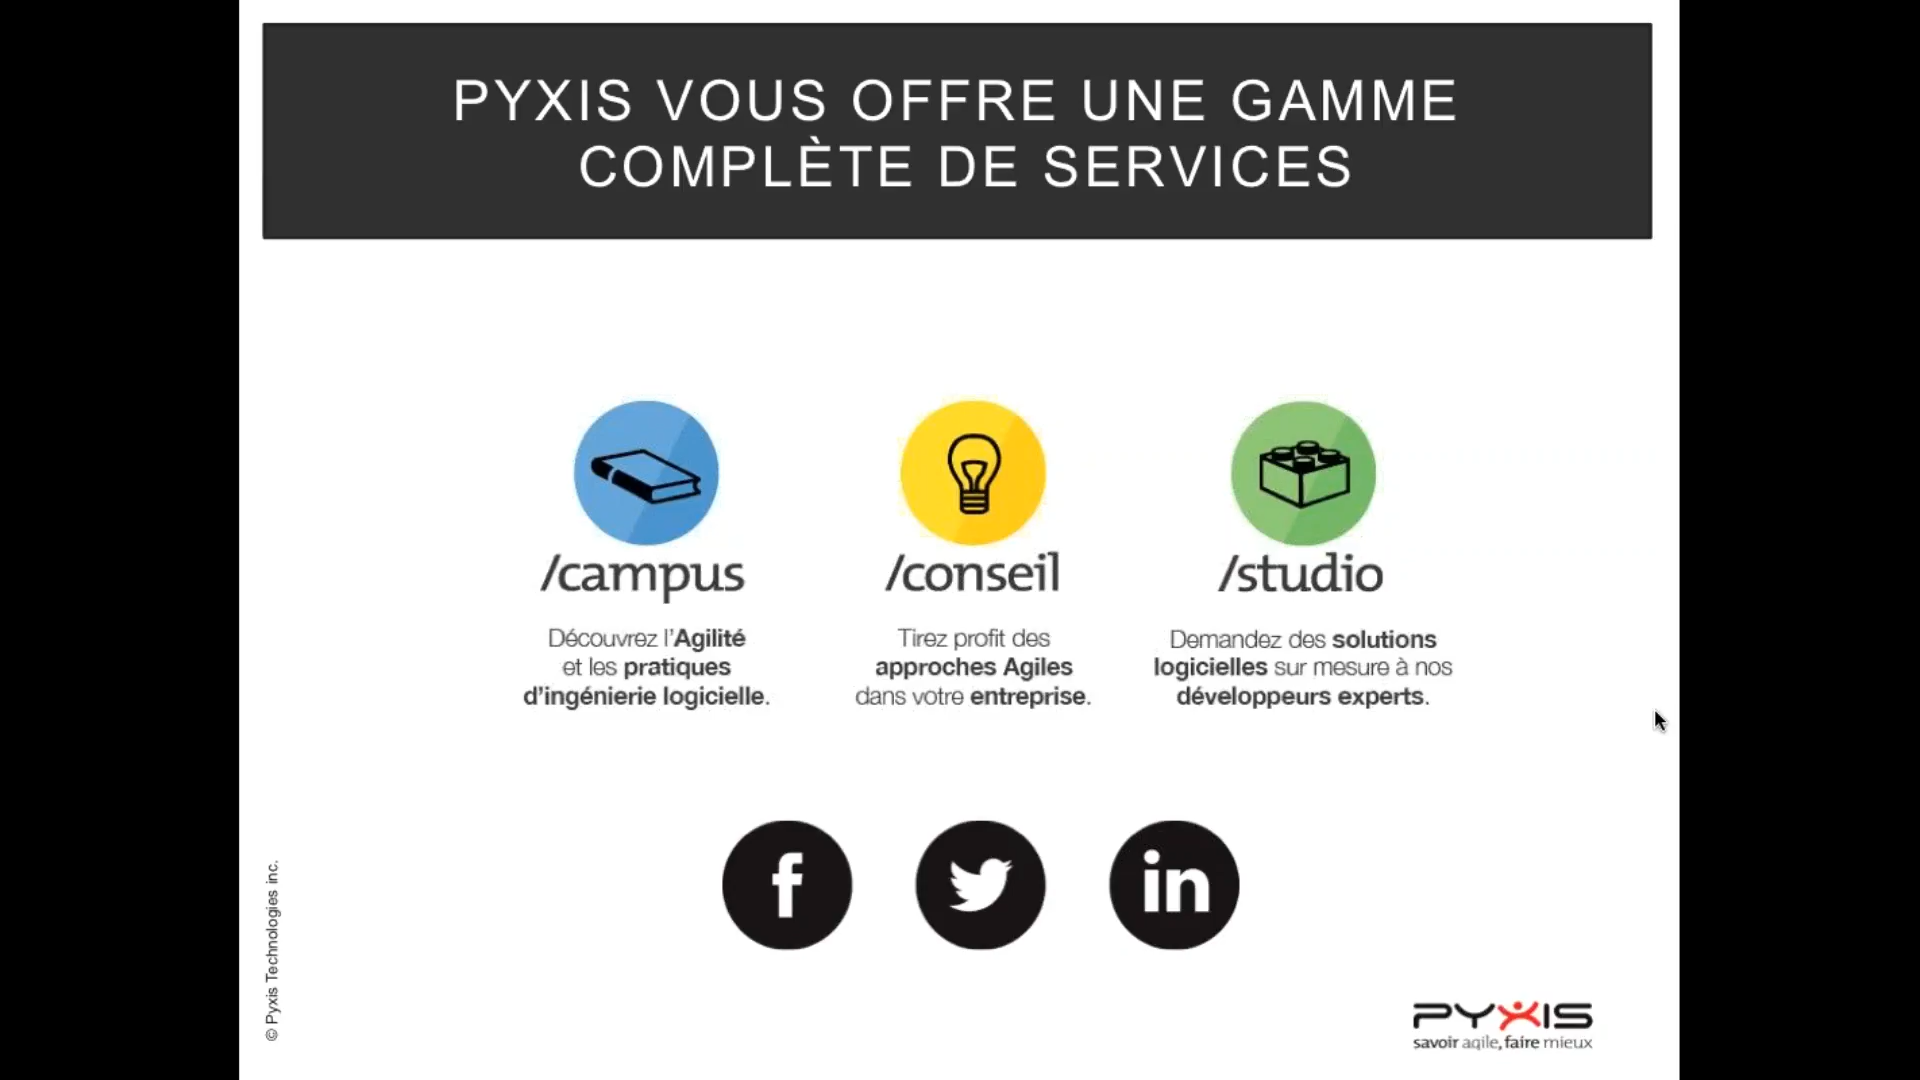 PYXIS VOUS OFFRE UNE GAMME
COMPLÈTE DE SERVICES
/campus
Découvrez l'Agilité
et les pratiques
d'ingénierie logicielle.
/conseil
Tirez profit des
approches Agiles
dans votre entreprise.
/studio
Demandez des solutions
logicielles sur mesure à nos
développeurs experts.
f
in
© Pyxis Technologies inc.
PYXIS
savoir agile, faire mieux